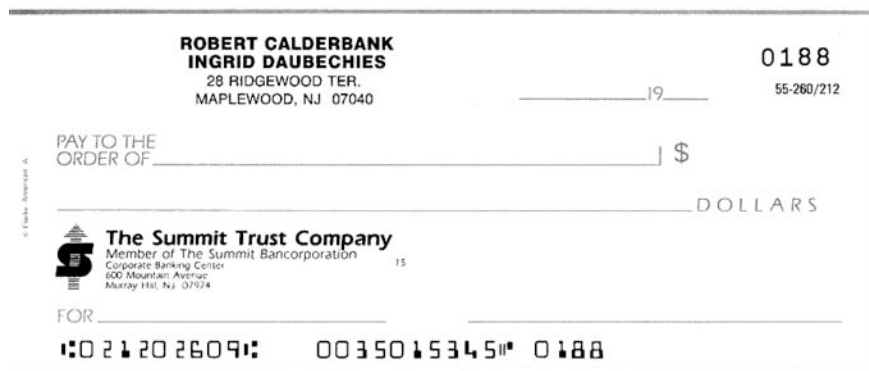 ROBERT CALDERBANK
INGRID DAUBECHIES
28 RIDGEWOOD TER.
MAPLEWOOD, NJ 07040
0188
55-260/212
19
PAY TO THE
ORDER OF
$
DOLLARS
© Clarke American A
The Summit Trust Company
Member of The Summit Bancorporation
Corporate Banking Center
600 Mountain Avenue
Murray Hill, NJ 07974
15
FOR
⑆021202609⑆ 0035015345⑈ 0188